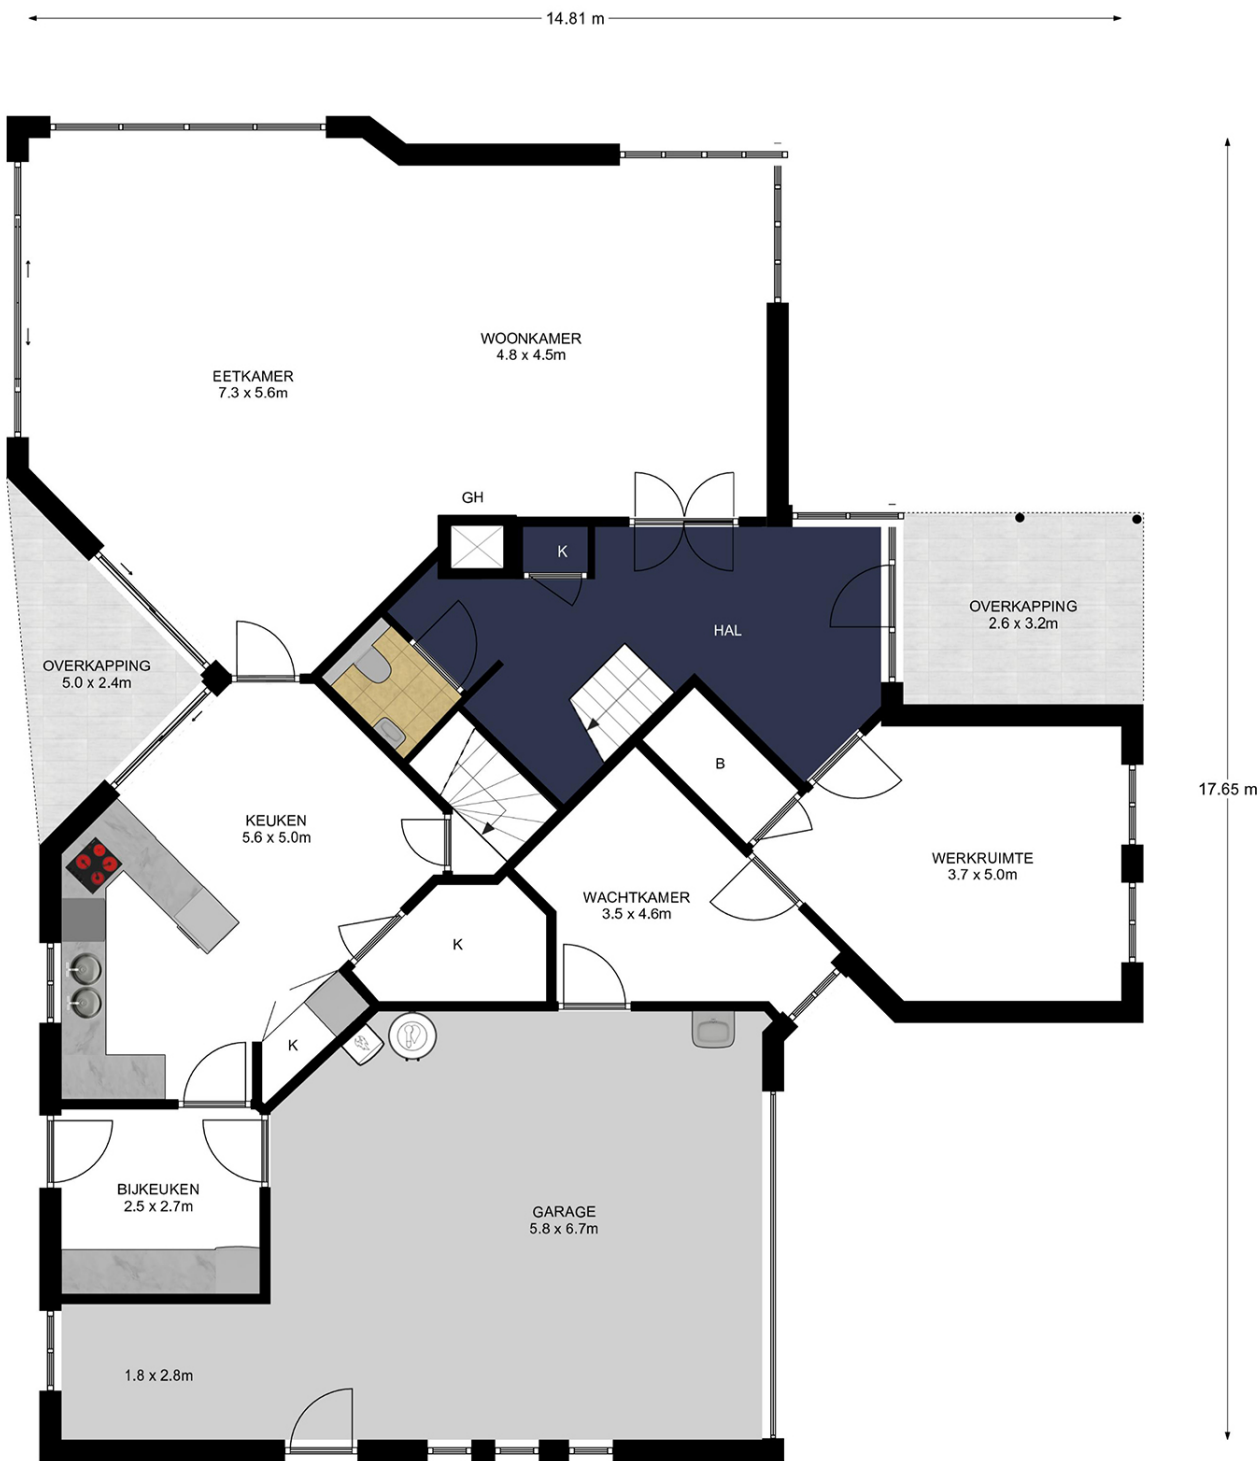 14.81 m
WOONKAMER
4.8 x 4.5m
EETKAMER
7.3 x 5.6m
GH
K
HAL
OVERKAPPING
2.6 x 3.2m
OVERKAPPING
5.0 x 2.4m
B
17.65 m
KEUKEN
5.6 x 5.0m
WERKRUIMTE
3.7 x 5.0m
WACHTKAMER
3.5 x 4.6m
K
K
BIJKEUKEN
2.5 x 2.7m
GARAGE
5.8 x 6.7m
1.8 x 2.8m